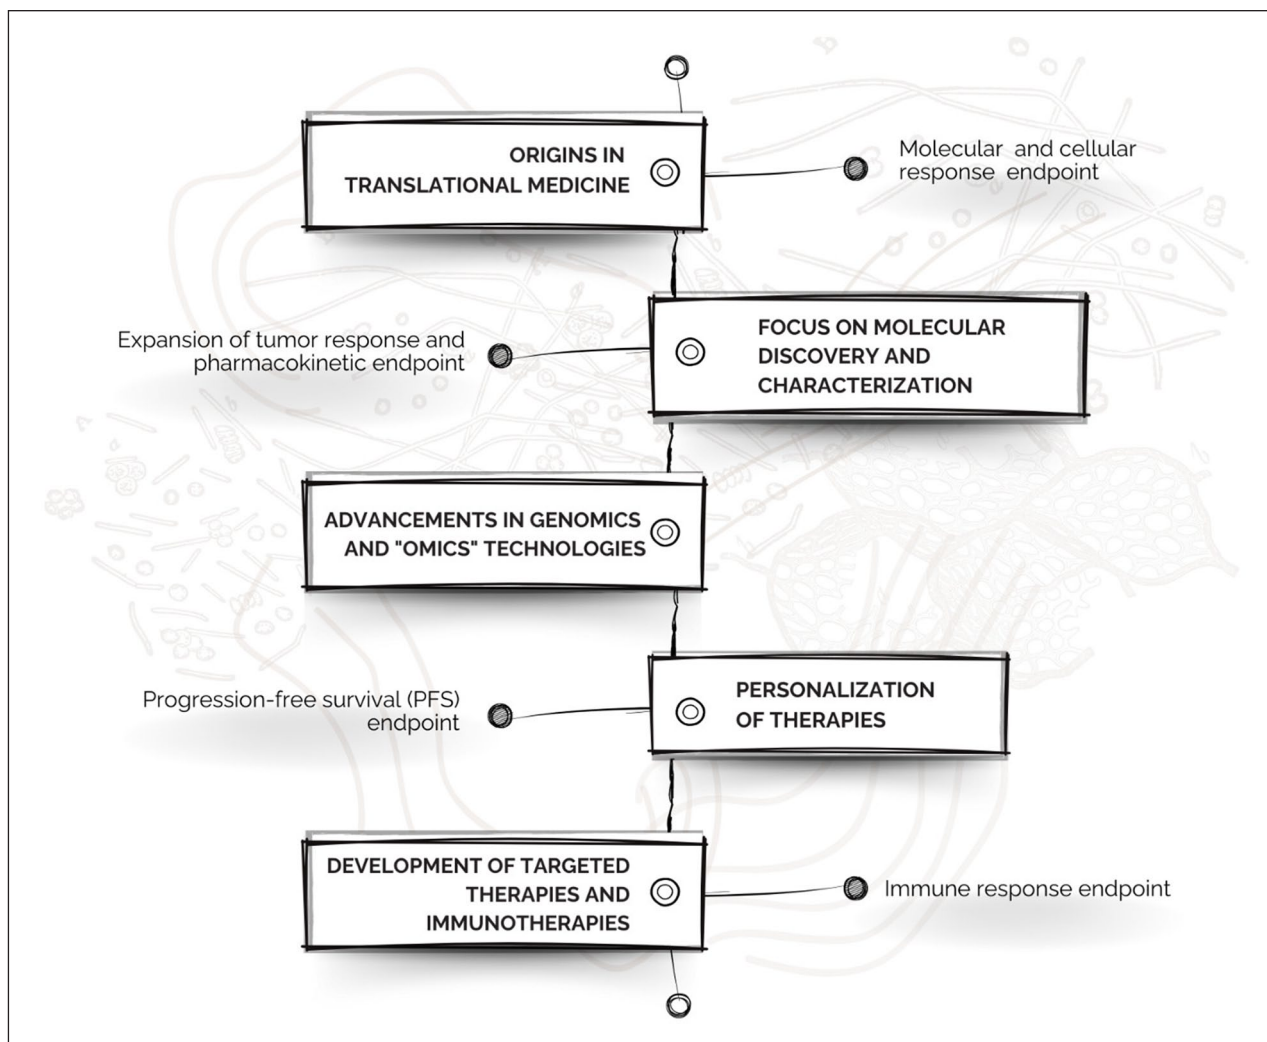 ORIGINS IN
TRANSLATIONAL MEDICINE
Molecular and cellular
response endpoint
FOCUS ON MOLECULAR
DISCOVERY AND
CHARACTERIZATION
Expansion of tumor response and
pharmacokinetic endpoint
ADVANCEMENTS IN GENOMICS
AND "OMICS" TECHNOLOGIES
PERSONALIZATION
OF THERAPIES
Progression-free survival (PFS)
endpoint
DEVELOPMENT OF TARGETED
THERAPIES AND
IMMUNOTHERAPIES
Immune response endpoint